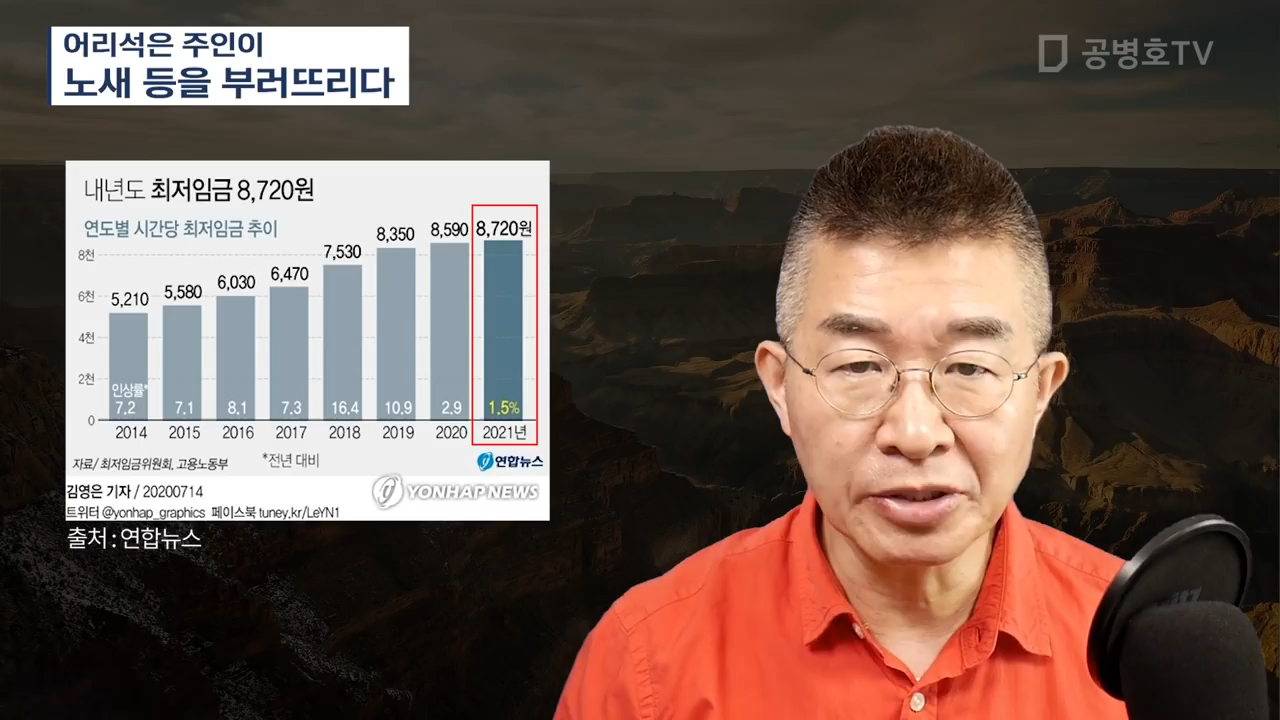 어리석은 주인이
노새 등을 부러뜨리다
공병호TV
내년도 최저임금 8,720원
연도별 시간당 최저임금 추이
8천
6천
4천
2천
0
5,210
5,580
6,030
6,470
7,530
8,350
8,590
8,720원
인상률*
7.2
7.1
8.1
7.3
16.4
10.9
2.9
1.5%
2014
2015
2016
2017
2018
2019
2020
2021년
자료/ 최저임금위원회, 고용노동부
*전년 대비
연합뉴스
김영은 기자 / 20200714
YONHAP NEWS
트위터 @yonhap_graphics 페이스북 tuney.kr/LeYN1
출처 : 연합뉴스